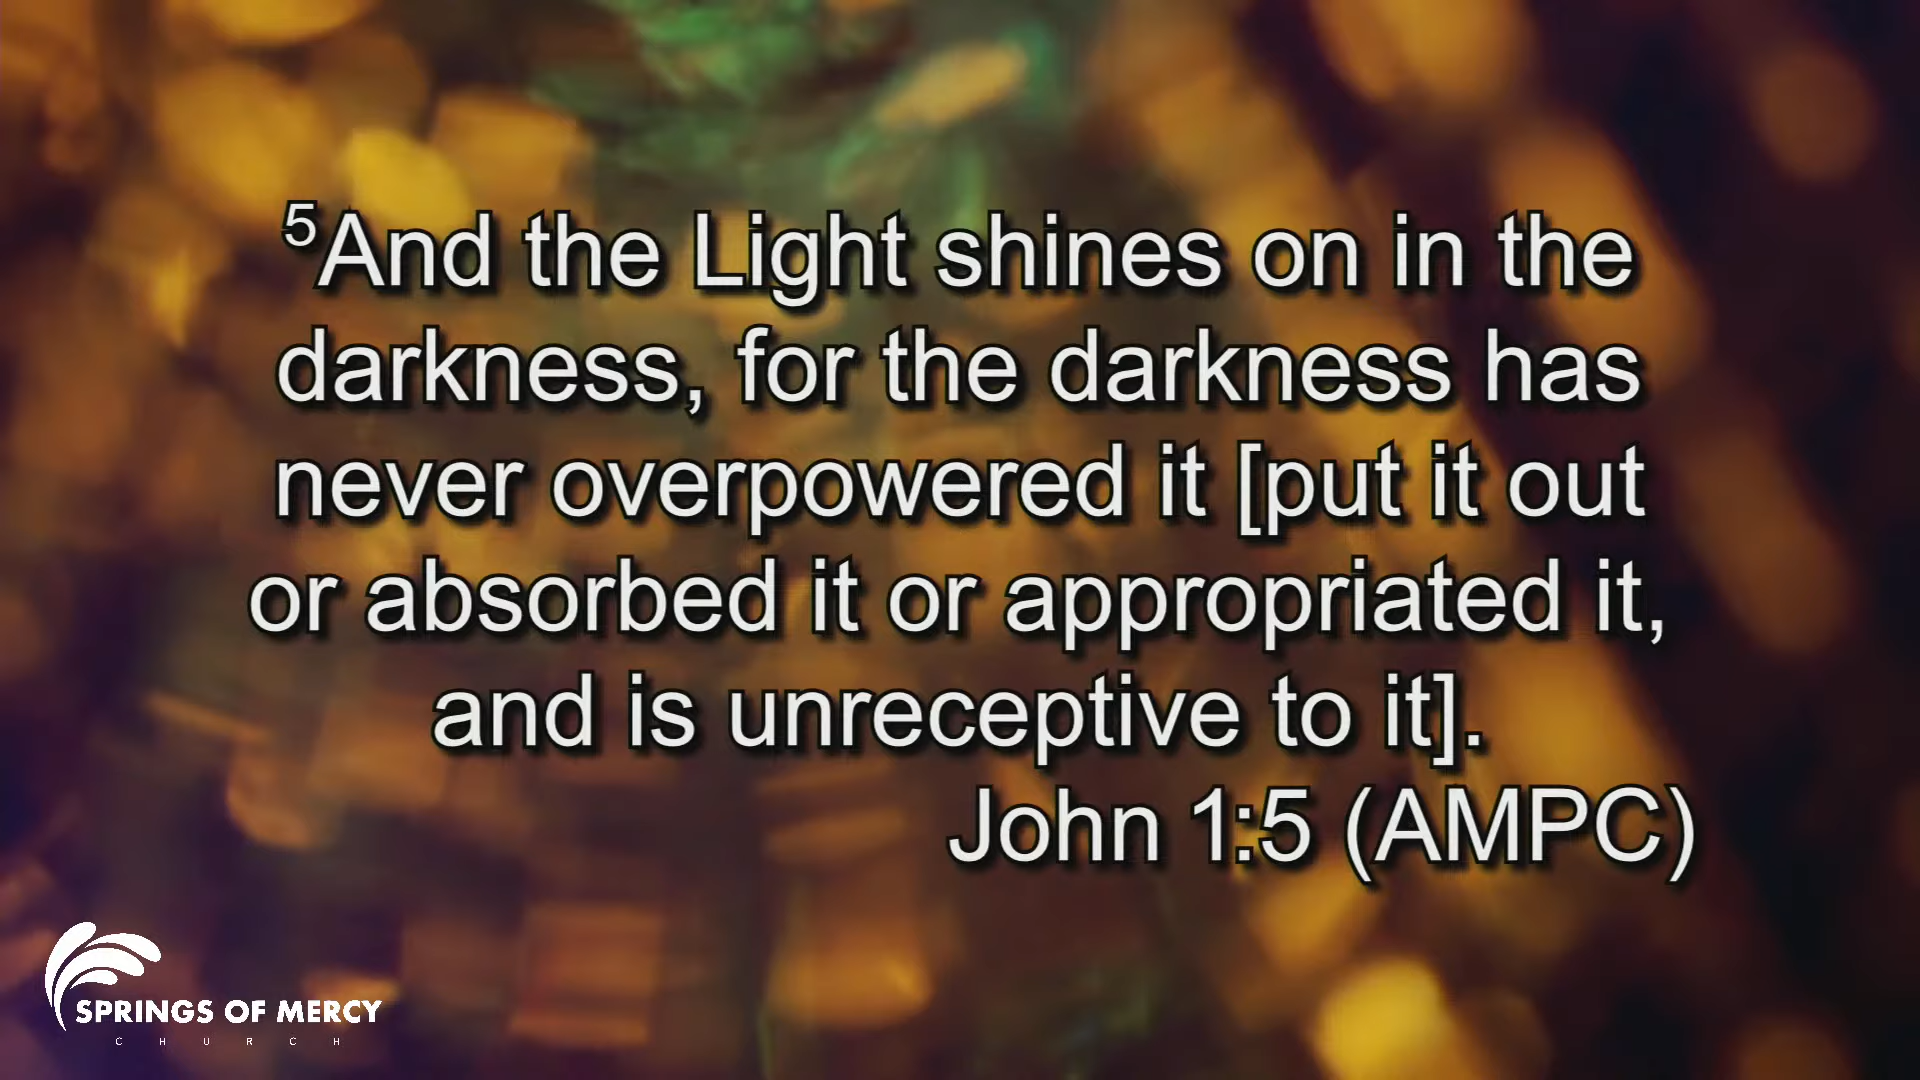 ⁵And the Light shines on in the
darkness, for the darkness has
never overpowered it [put it out
or absorbed it or appropriated it,
and is unreceptive to it].
John 1:5 (AMPC)
SPRINGS OF MERCY
CHURCH